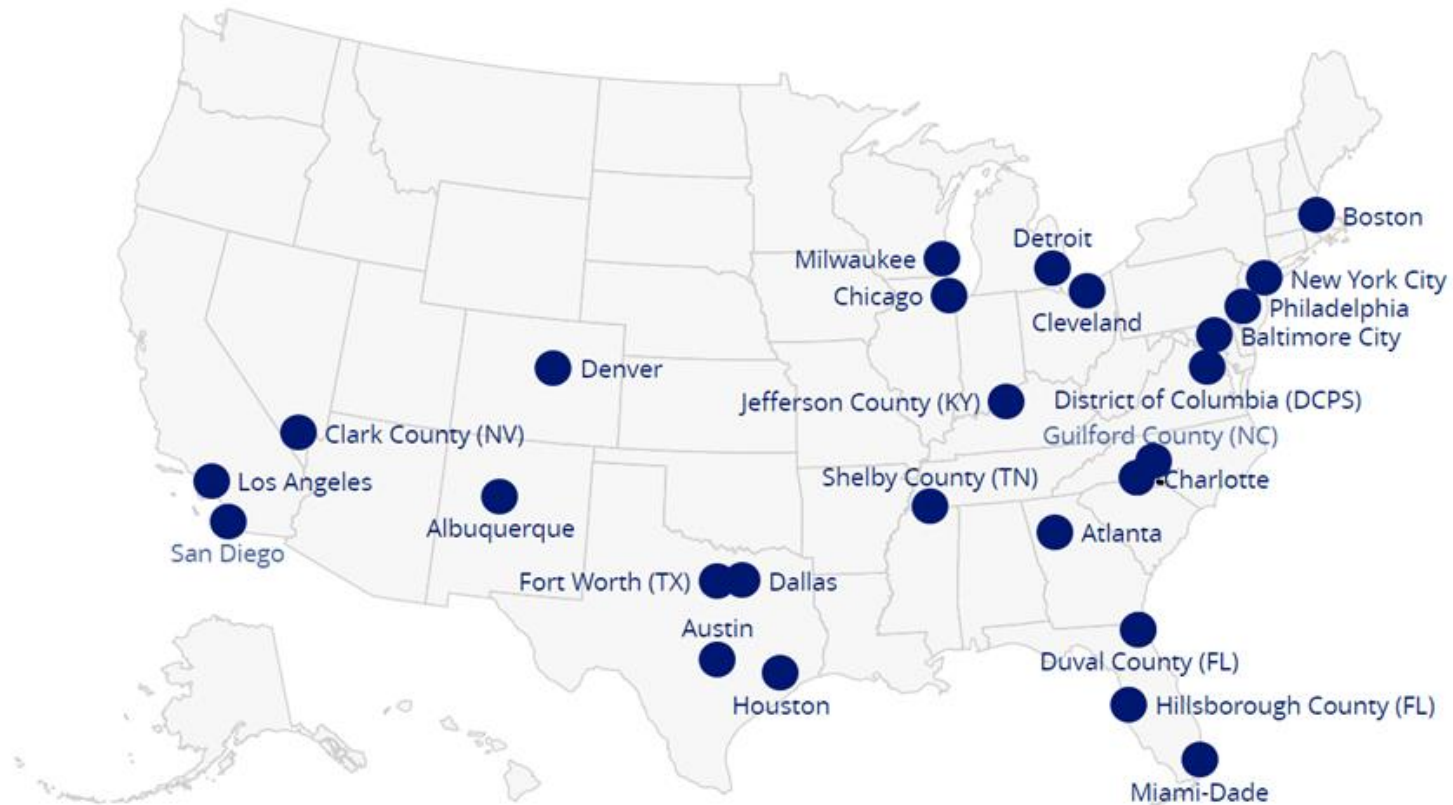 Boston
Detroit
Milwaukee
New York City
Chicago
Philadelphia
Cleveland
Baltimore City
Denver
Jefferson County (KY)
District of Columbia (DCPS)
Clark County (NV)
Guilford County (NC)
Shelby County (TN)
Charlotte
Los Angeles
Albuquerque
Atlanta
San Diego
Fort Worth (TX)
Dallas
Austin
Duval County (FL)
Houston
Hillsborough County (FL)
Miami-Dade